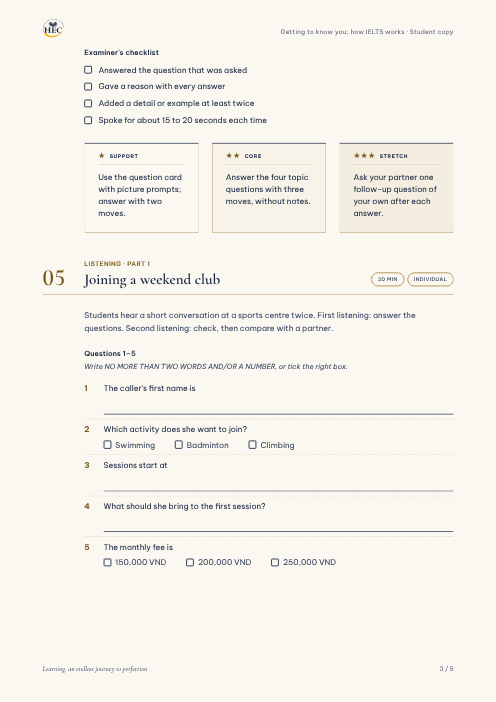 HEC
Getting to know you; how IELTS works · Student copy
Examiner's checklist
Answered the question that was asked
Gave a reason with every answer
Added a detail or example at least twice
Spoke for about 15 to 20 seconds each time
★ SUPPORT
Use the question card
with picture prompts;
answer with two
moves.
★★ CORE
Answer the four topic
questions with three
moves, without notes.
★★★ STRETCH
Ask your partner one
follow-up question of
your own after each
answer.
LISTENING · PART 1
05 Joining a weekend club
20 MIN INDIVIDUAL
Students hear a short conversation at a sports centre twice. First listening: answer the
questions. Second listening: check, then compare with a partner.
Questions 1–5
Write NO MORE THAN TWO WORDS AND/OR A NUMBER, or tick the right box.
1 The caller's first name is
2 Which activity does she want to join?
Swimming Badminton Climbing
3 Sessions start at
4 What should she bring to the first session?
5 The monthly fee is
150,000 VND 200,000 VND 250,000 VND
Learning, an endless journey to perfection
3 / 5